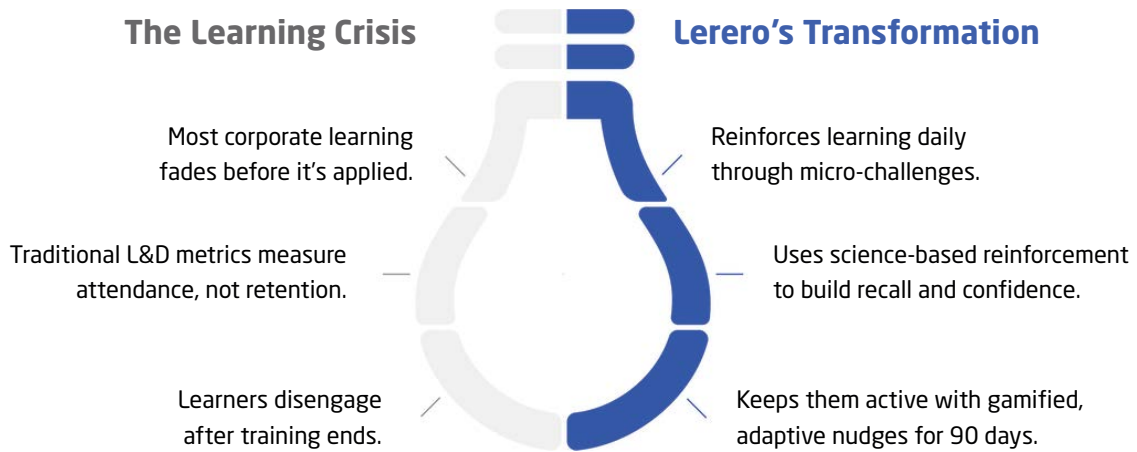 The Learning Crisis
Most corporate learning
fades before it’s applied.
Traditional L&D metrics measure
attendance, not retention.
Learners disengage
after training ends.
Lerero’s Transformation
Reinforces learning daily
through micro-challenges.
Uses science-based reinforcement
to build recall and confidence.
Keeps them active with gamified,
adaptive nudges for 90 days.